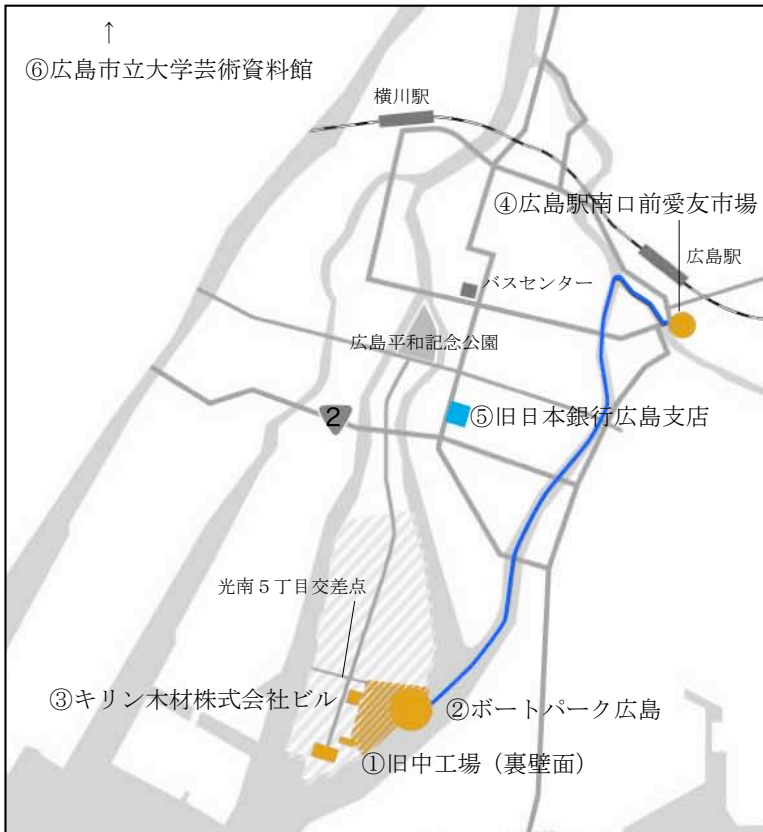 ↑
⑥広島市立大学芸術資料館
横川駅
④広島駅南口前愛友市場
広島駅
バスセンター
広島平和記念公園
2
⑤旧日本銀行広島支店
光南５丁目交差点
③キリン木材株式会社ビル
②ボートパーク広島
①旧中工場（裏壁面）